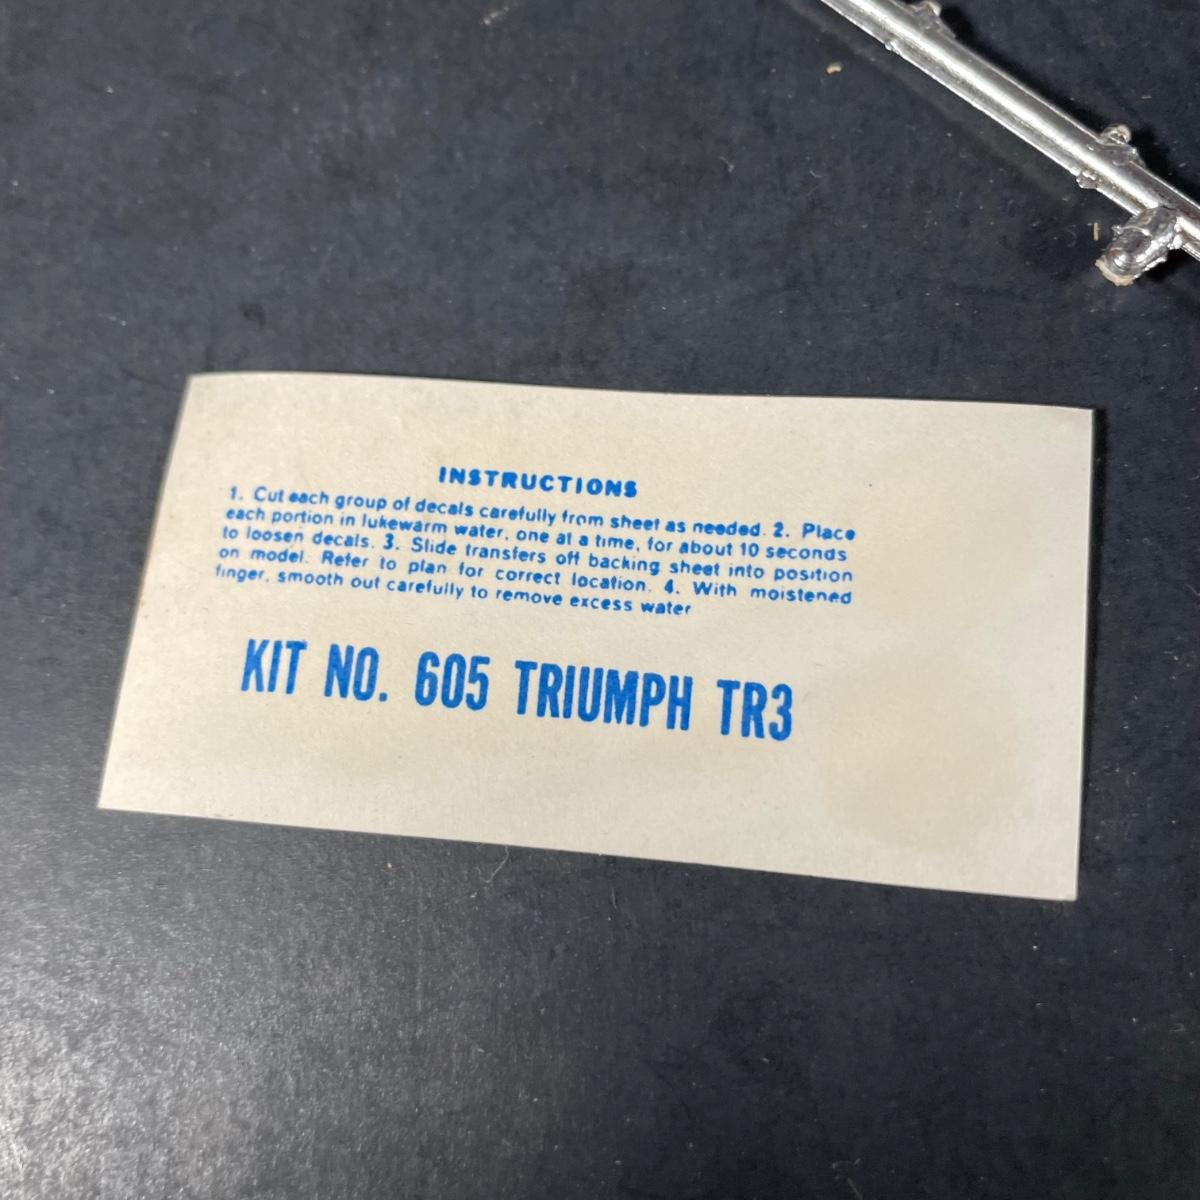 INSTRUCTIONS
1. Cut each group of decals carefully from sheet as needed. 2. Place
each portion in lukewarm water, one at a time, for about 10 seconds
to loosen decals. 3. Slide transfers off backing sheet into position
on model. Refer to plan for correct location. 4. With moistened
finger, smooth out carefully to remove excess water
KIT NO. 605 TRIUMPH TR3